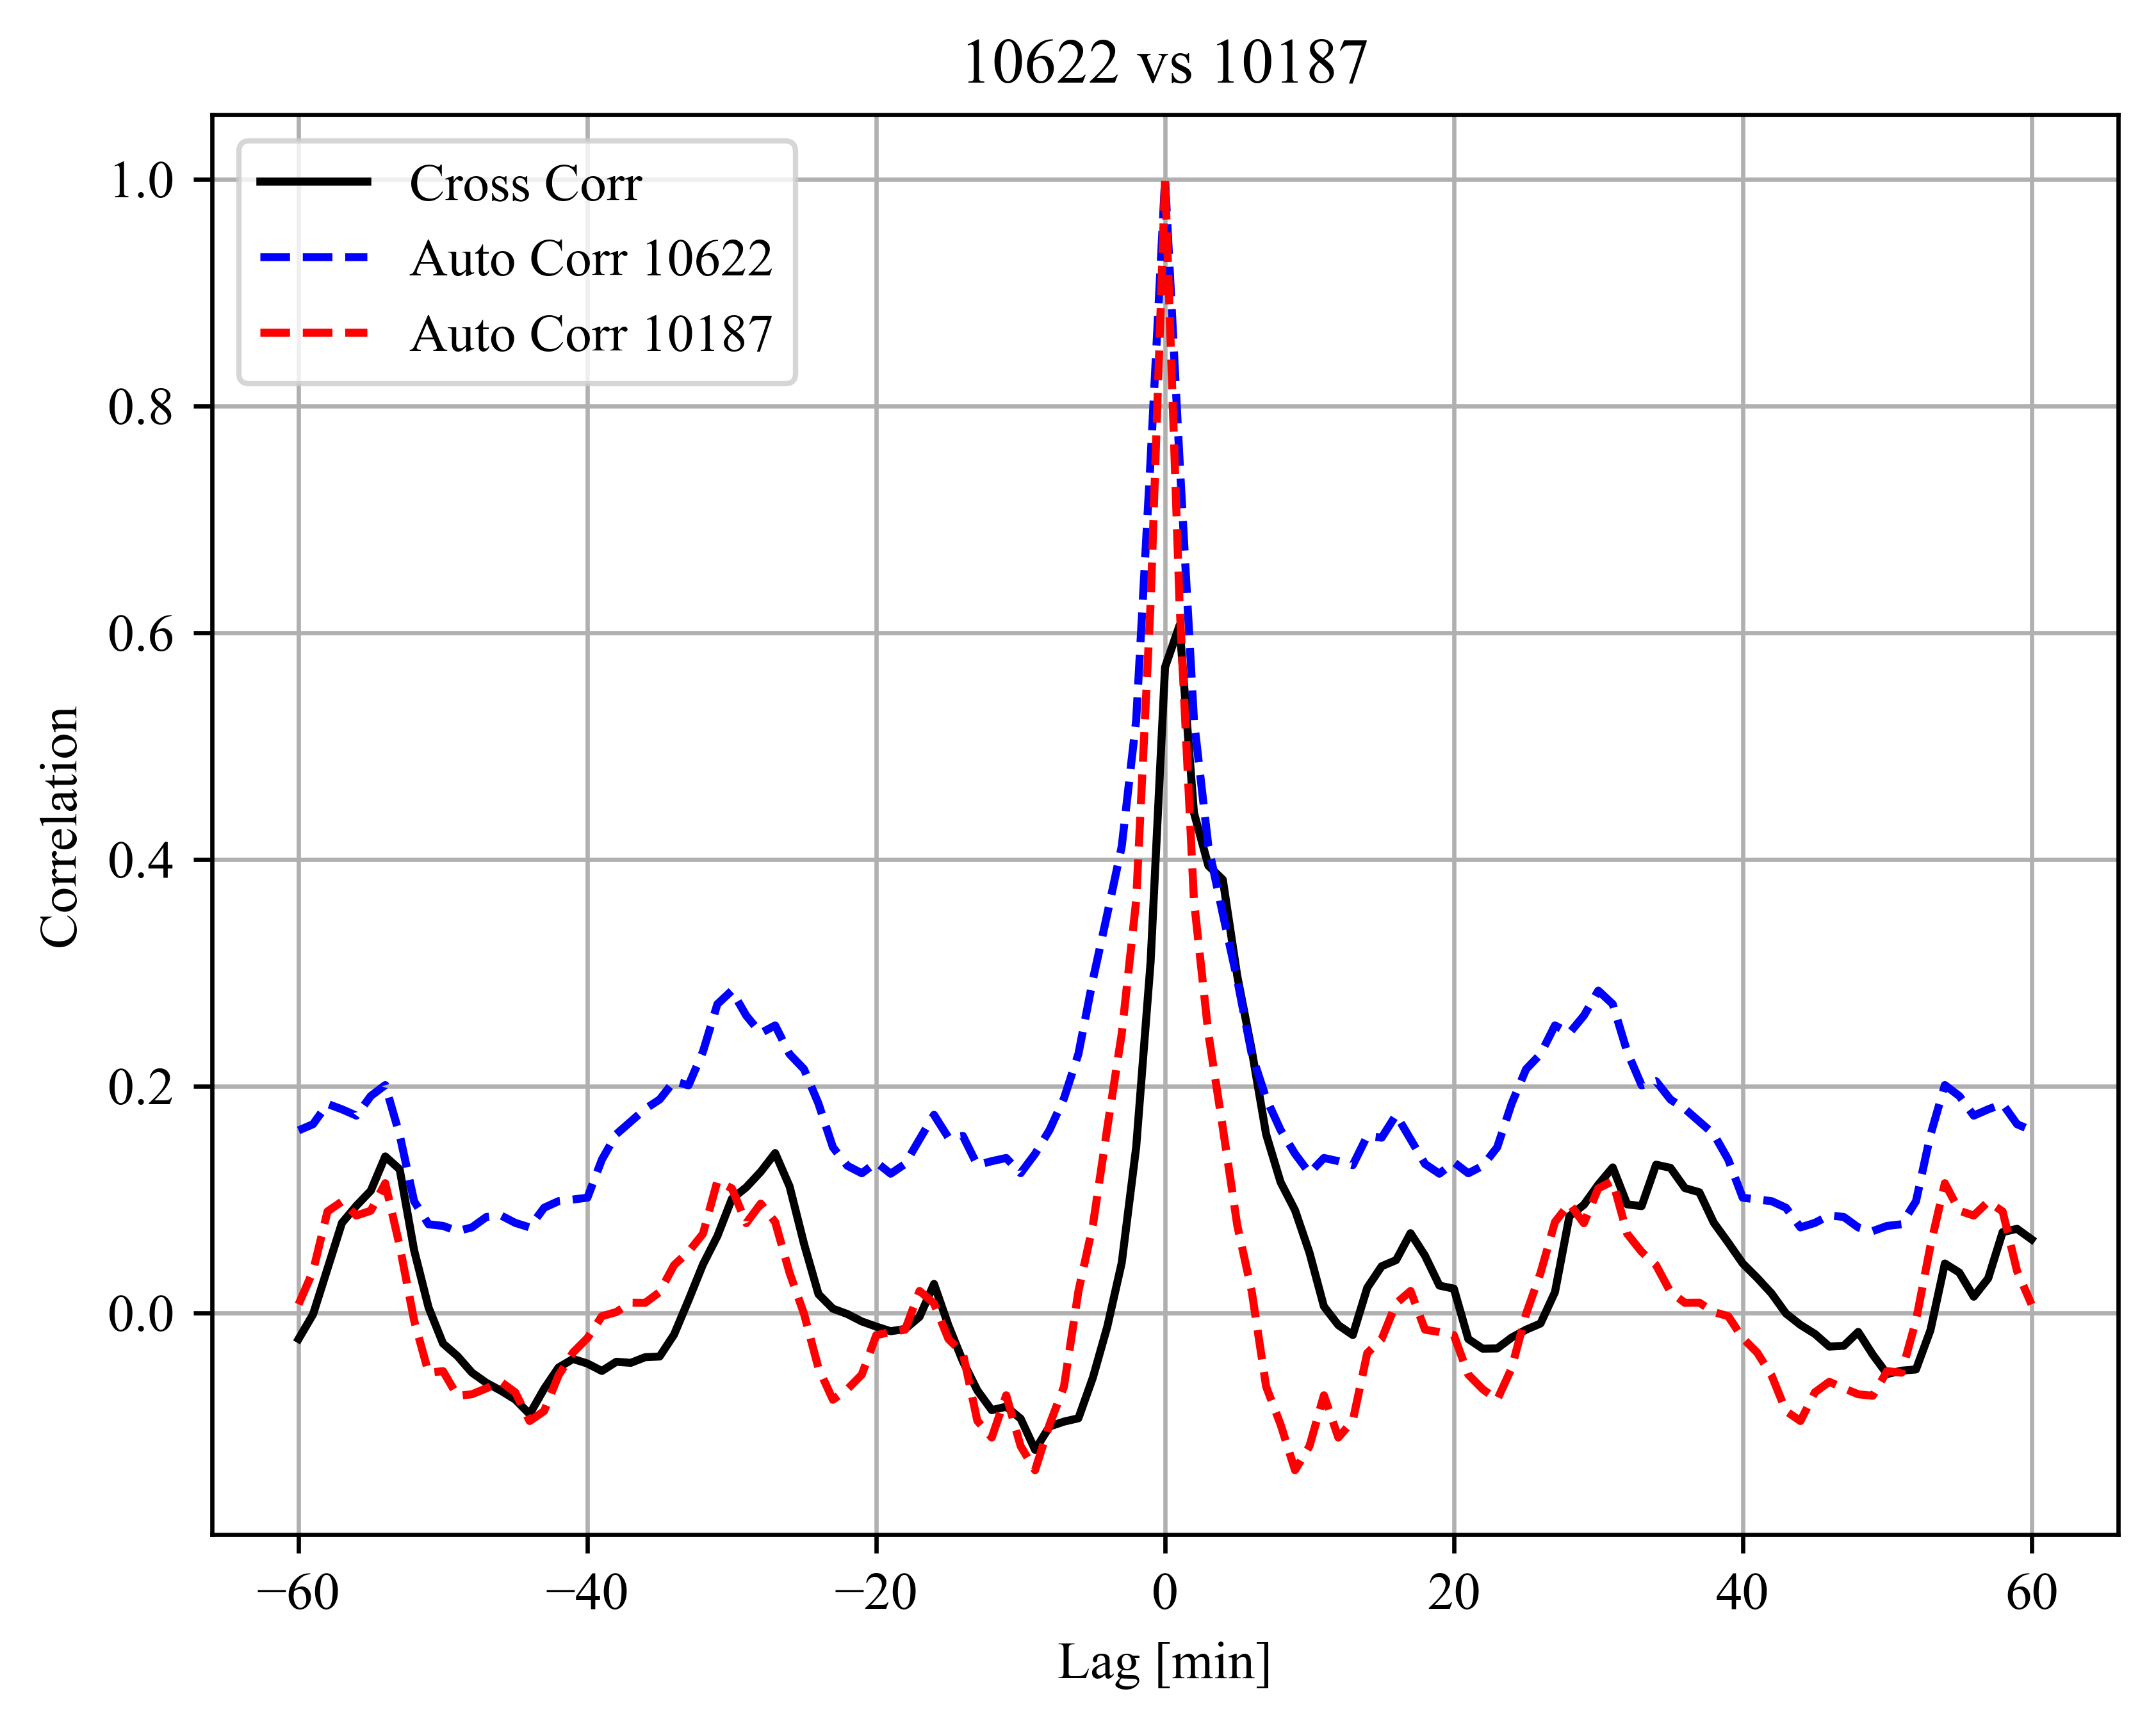 10622 vs 10187
Cross Corr
Auto Corr 10622
Auto Corr 10187
1.0
0.8
0.6
0.4
0.2
0.0
Correlation
−60
−40
−20
0
20
40
60
Lag [min]